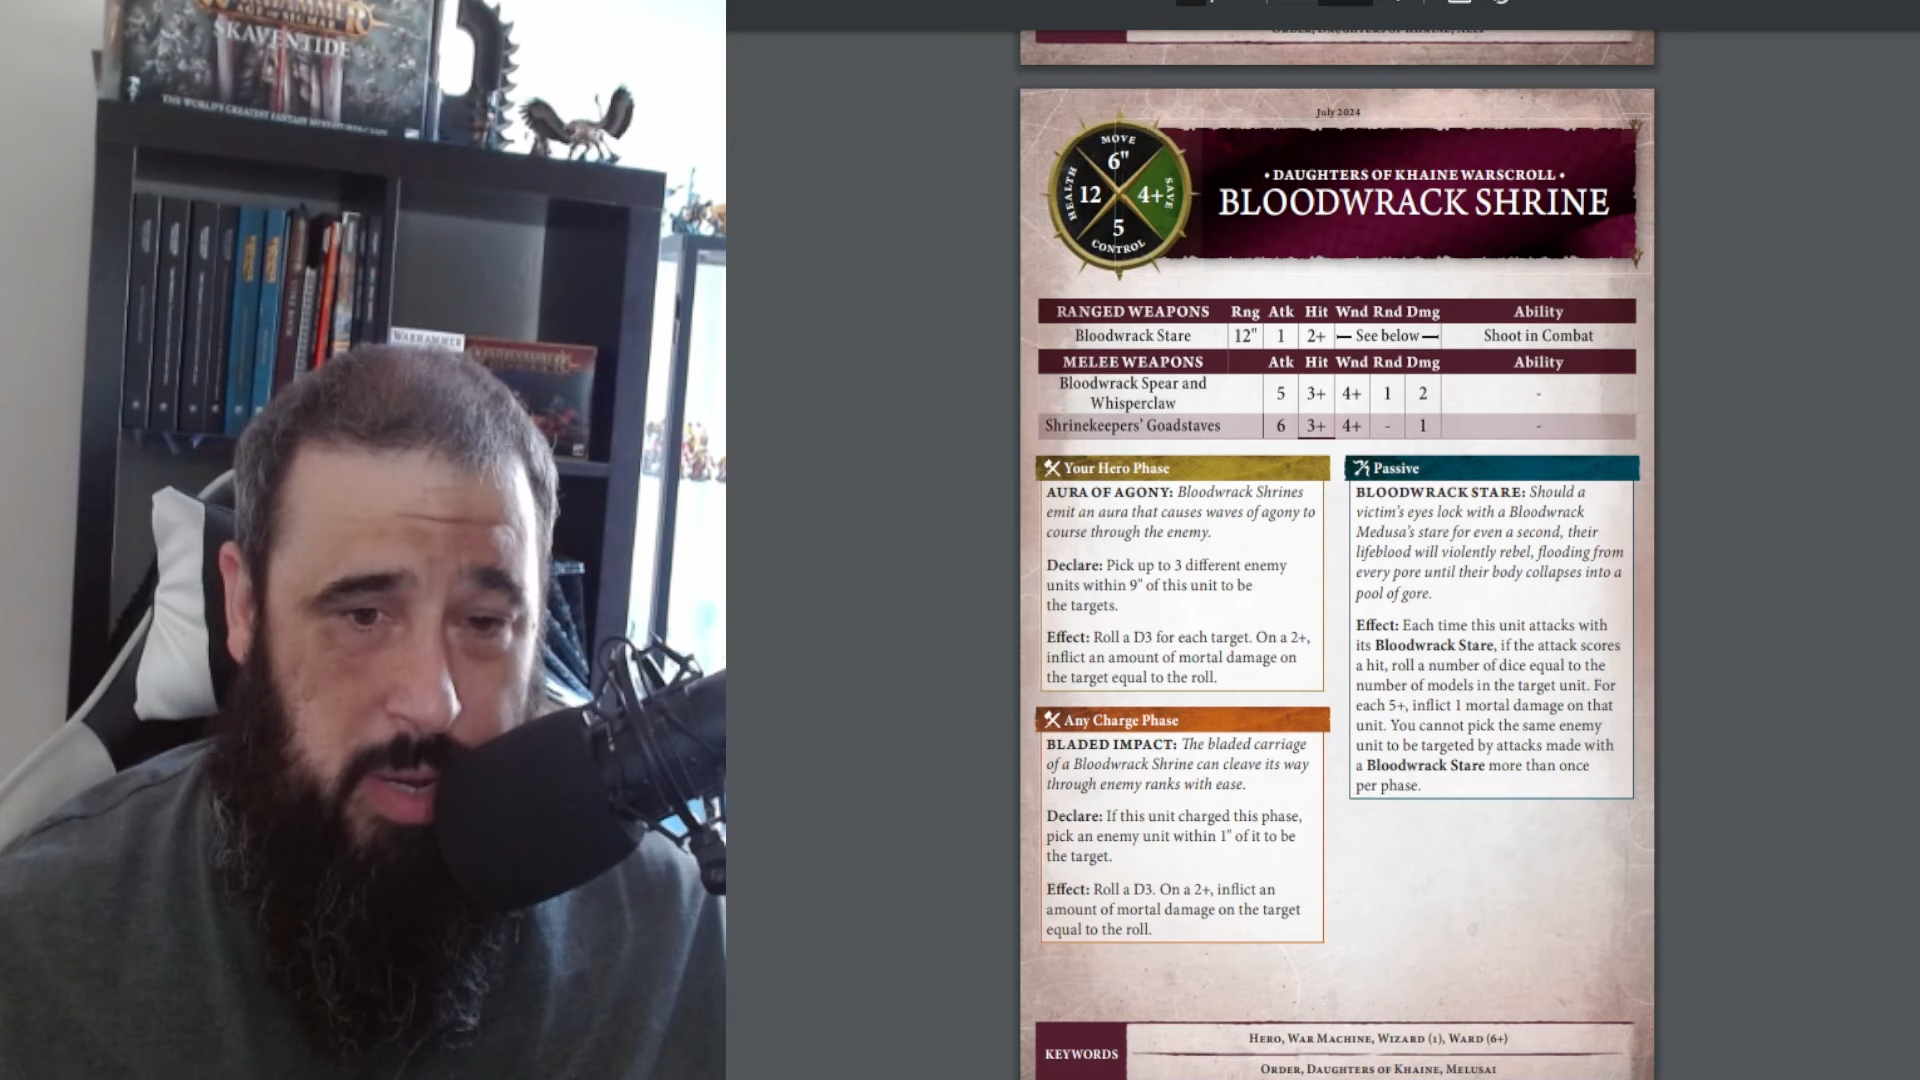 SKAVENTIDE
THE WORLD'S GREATEST FANTASY MINIATURES
WARHAMMER
ORDER, DAUGHTERS OF KHAINE,
July 2024
MOVE
6"
HEALTH
12
4+
SAVE
5
CONTROL
• DAUGHTERS OF KHAINE WARSCROLL •
BLOODWRACK SHRINE
RANGED WEAPONS Rng Atk Hit Wnd Rnd Dmg Ability
Bloodwrack Stare 12" 1 2+ — See below — Shoot in Combat
MELEE WEAPONS Atk Hit Wnd Rnd Dmg Ability
Bloodwrack Spear and
Whisperclaw 5 3+ 4+ 1 2 -
Shrinekeepers' Goadstaves 6 3+ 4+ - 1 -
Your Hero Phase
AURA OF AGONY: Bloodwrack Shrines
emit an aura that causes waves of agony to
course through the enemy.
Declare: Pick up to 3 different enemy
units within 9" of this unit to be
the targets.
Effect: Roll a D3 for each target. On a 2+,
inflict an amount of mortal damage on
the target equal to the roll.
Any Charge Phase
BLADED IMPACT: The bladed carriage
of a Bloodwrack Shrine can cleave its way
through enemy ranks with ease.
Declare: If this unit charged this phase,
pick an enemy unit within 1" of it to be
the target.
Effect: Roll a D3. On a 2+, inflict an
amount of mortal damage on the target
equal to the roll.
Passive
BLOODWRACK STARE: Should a
victim's eyes lock with a Bloodwrack
Medusa's stare for even a second, their
lifeblood will violently rebel, flooding from
every pore until their body collapses into a
pool of gore.
Effect: Each time this unit attacks with
its Bloodwrack Stare, if the attack scores
a hit, roll a number of dice equal to the
number of models in the target unit. For
each 5+, inflict 1 mortal damage on that
unit. You cannot pick the same enemy
unit to be targeted by attacks made with
a Bloodwrack Stare more than once
per phase.
KEYWORDS
HERO, WAR MACHINE, WIZARD (1), WARD (6+)
ORDER, DAUGHTERS OF KHAINE, MELUSAI